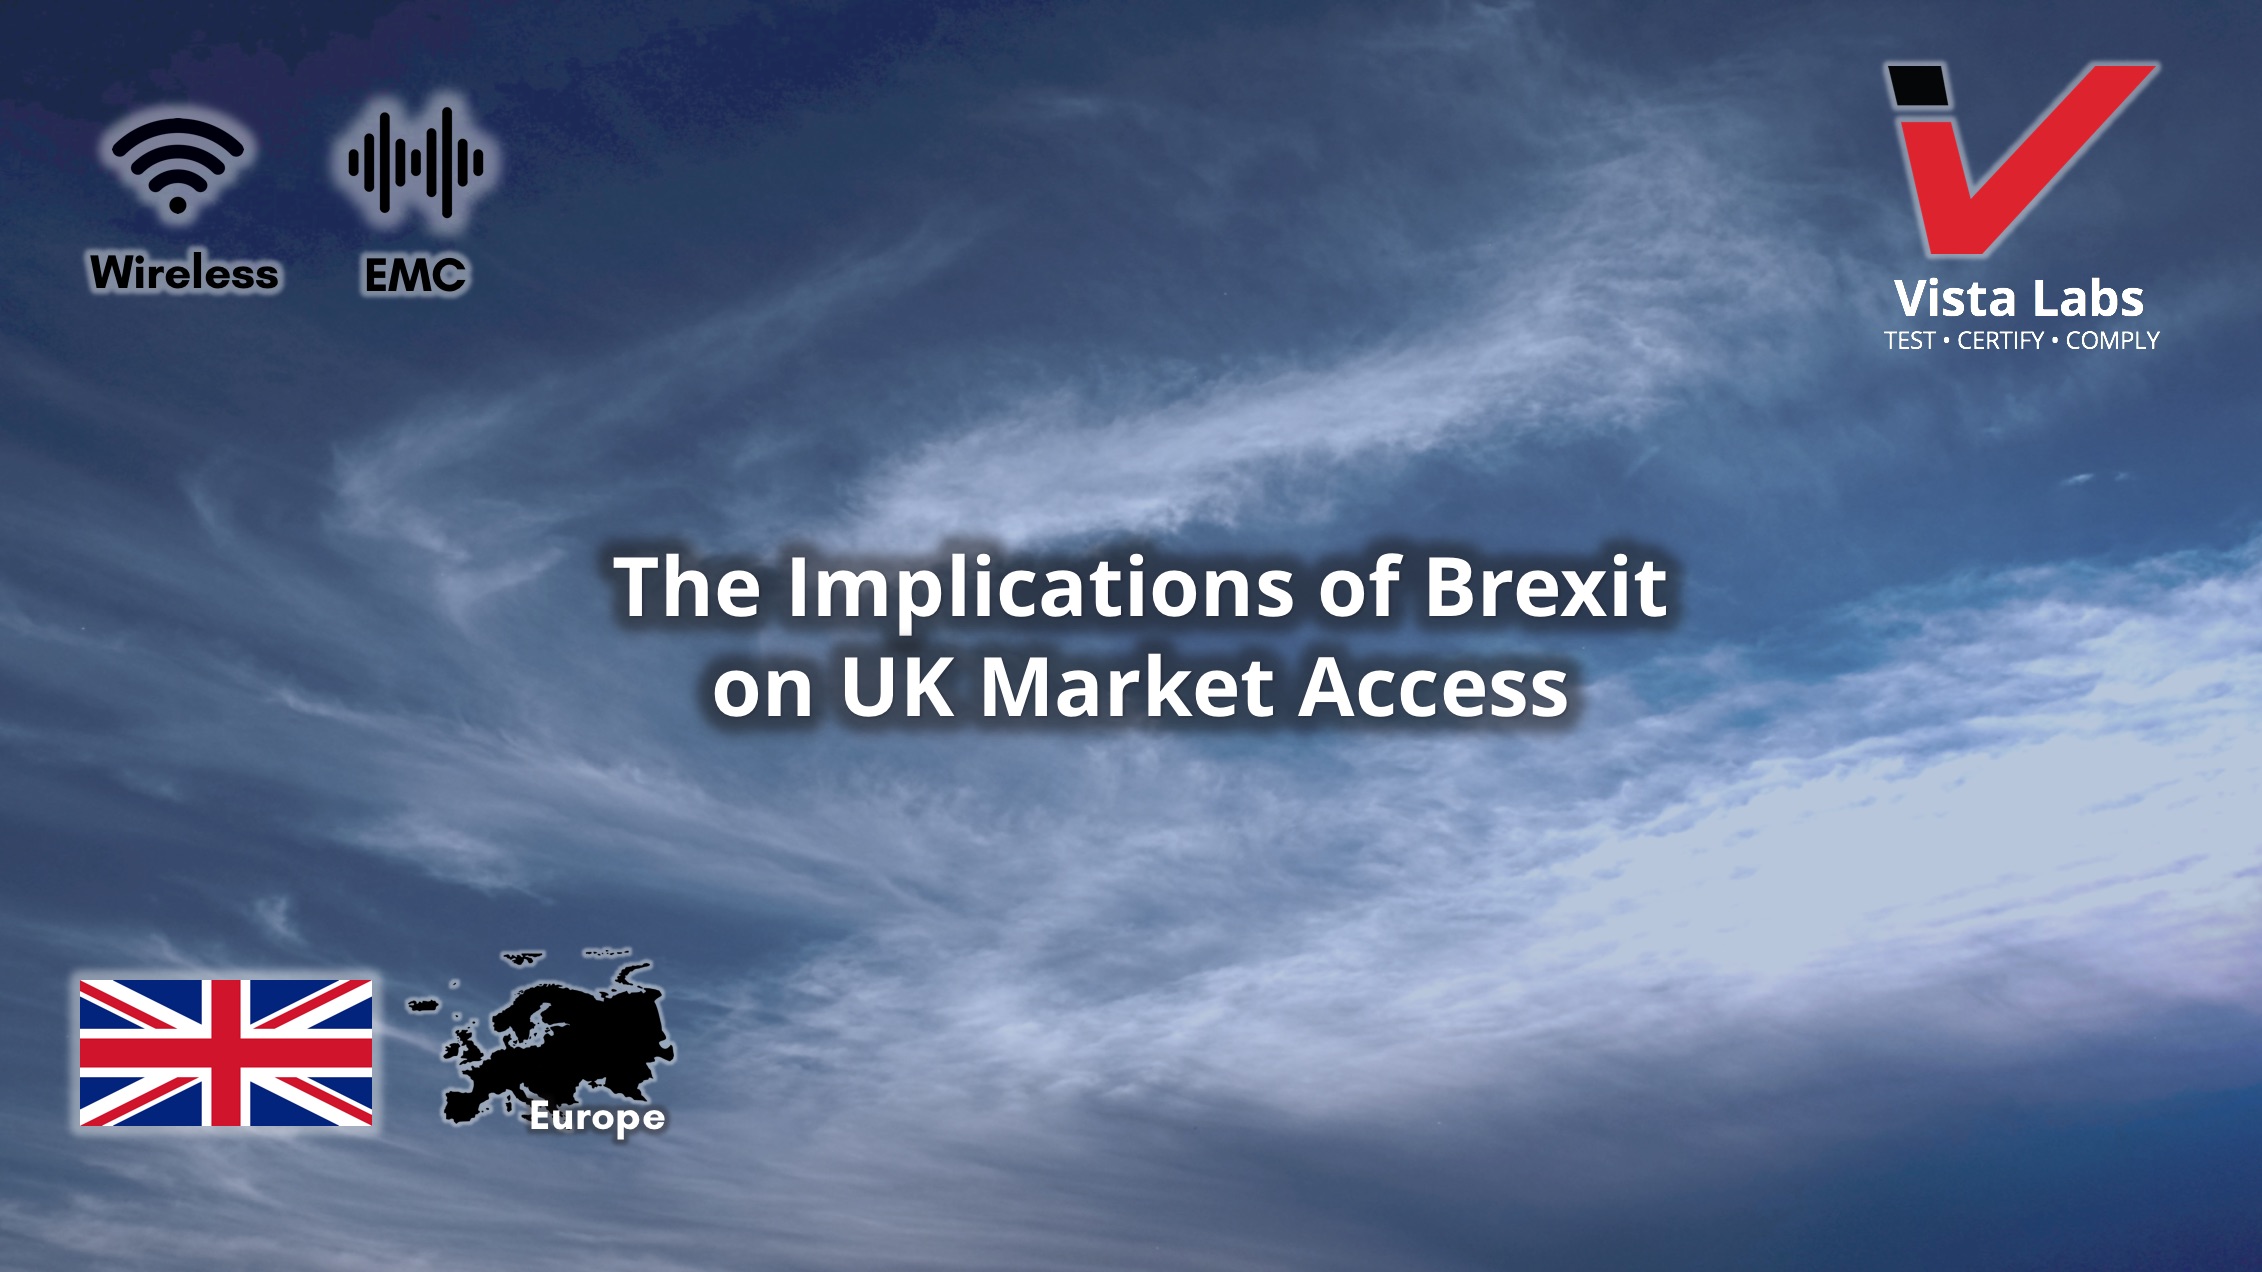 Wireless
EMC
Vista Labs
TEST • CERTIFY • COMPLY
The Implications of Brexit
on UK Market Access
Europe